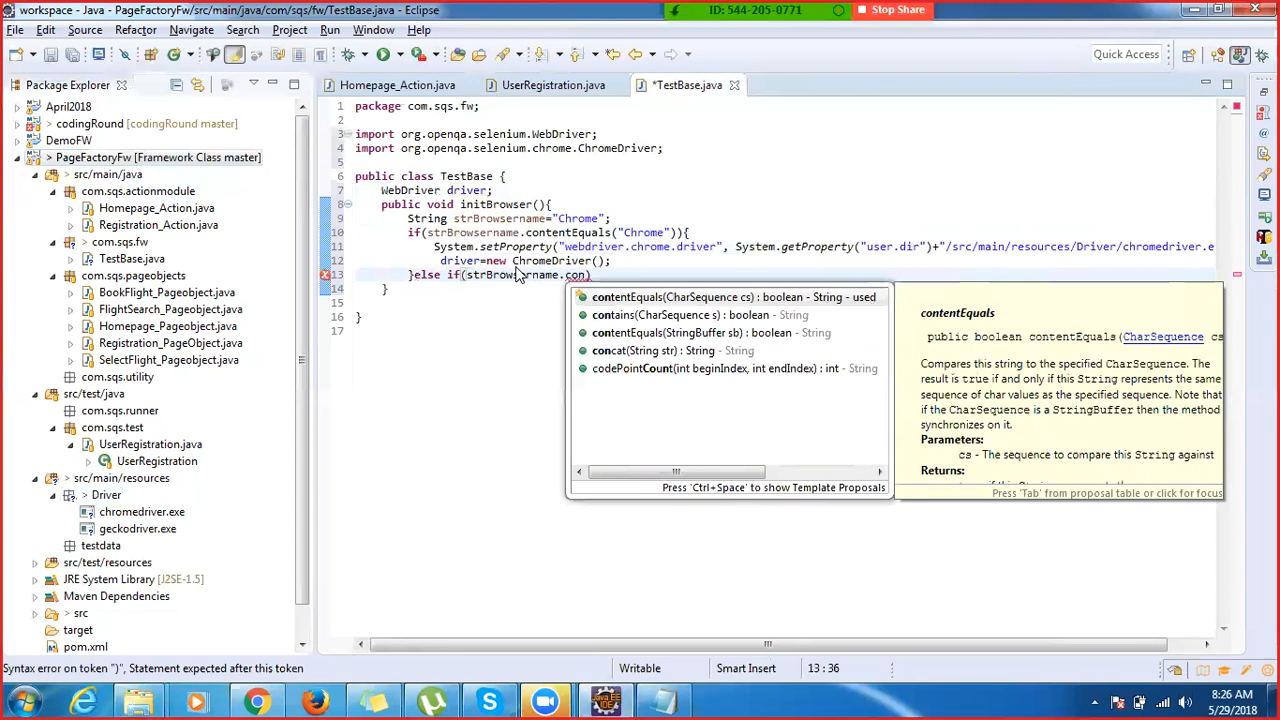 workspace - Java - PageFactoryFw/src/main/java/com/sqs/fw/TestBase.java - Eclipse
ID: 544-205-0771
Stop Share
File Edit Source Refactor Navigate Search Project Run Window Help
Quick Access
Package Explorer
Homepage_Action.java UserRegistration.java *TestBase.java
April2018
> codingRound [codingRound master]
DemoFW
> PageFactoryFw [Framework Class master]
> src/main/java
com.sqs.actionmodule
Homepage_Action.java
Registration_Action.java
> com.sqs.fw
TestBase.java
com.sqs.pageobjects
BookFlight_Pageobject.java
FlightSearch_Pageobject.java
Homepage_Pageobject.java
Registration_PageObject.java
SelectFlight_Pageobject.java
com.sqs.utility
src/test/java
com.sqs.runner
com.sqs.test
UserRegistration.java
UserRegistration
> src/main/resources
> Driver
chromedriver.exe
geckodriver.exe
testdata
src/test/resources
JRE System Library [J2SE-1.5]
Maven Dependencies
> src
target
pom.xml
1 package com.sqs.fw;
2
3 import org.openqa.selenium.WebDriver;
4 import org.openqa.selenium.chrome.ChromeDriver;
5
6 public class TestBase {
7 WebDriver driver;
8 public void initBrowser(){
9 String strBrowsername="Chrome";
10 if(strBrowsername.contentEquals("Chrome")){
11 System.setProperty("webdriver.chrome.driver", System.getProperty("user.dir")+"/src/main/resources/Driver/chromedriver.e
12 driver=new ChromeDriver();
13 }else if(strBrowsername.con)
14 }
15
16 }
17
contentEquals(CharSequence cs) : boolean - String - used
contains(CharSequence s) : boolean - String
contentEquals(StringBuffer sb) : boolean - String
concat(String str) : String - String
codePointCount(int beginIndex, int endIndex) : int - String
Press 'Ctrl+Space' to show Template Proposals
contentEquals
public boolean contentEquals(CharSequence cs
Compares this string to the specified CharSequence. The
result is true if and only if this String represents the same
sequence of char values as the specified sequence. Note that
if the CharSequence is a StringBuffer then the method
synchronizes on it.
Parameters:
cs - The sequence to compare this String against
Returns:
Press 'Tab' from proposal table or click for focus
Syntax error on token ")", Statement expected after this token
Writable
Smart Insert
13 : 36
8:26 AM
5/29/2018